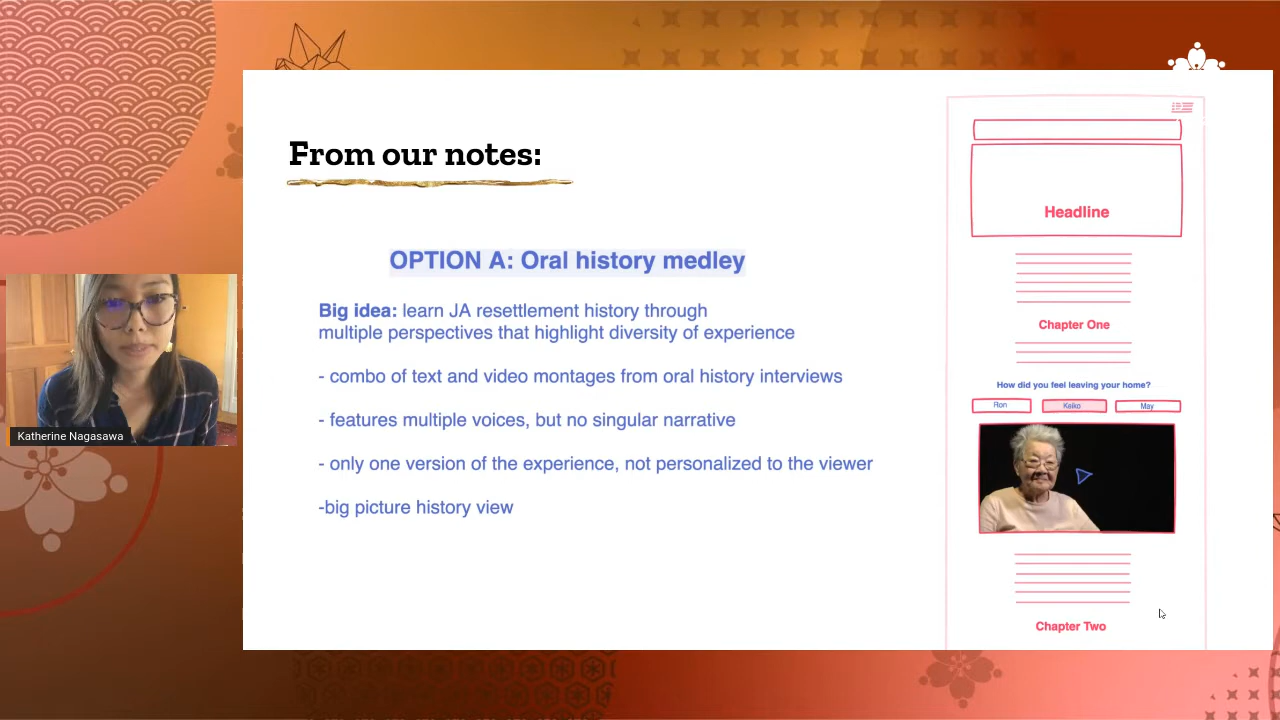 From our notes:
OPTION A: Oral history medley
Big idea: learn JA resettlement history through
multiple perspectives that highlight diversity of experience
- combo of text and video montages from oral history interviews
- features multiple voices, but no singular narrative
- only one version of the experience, not personalized to the viewer
-big picture history view
Headline
Chapter One
How did you feel leaving your home?
Ron
Keiko
May
Chapter Two
Katherine Nagasawa